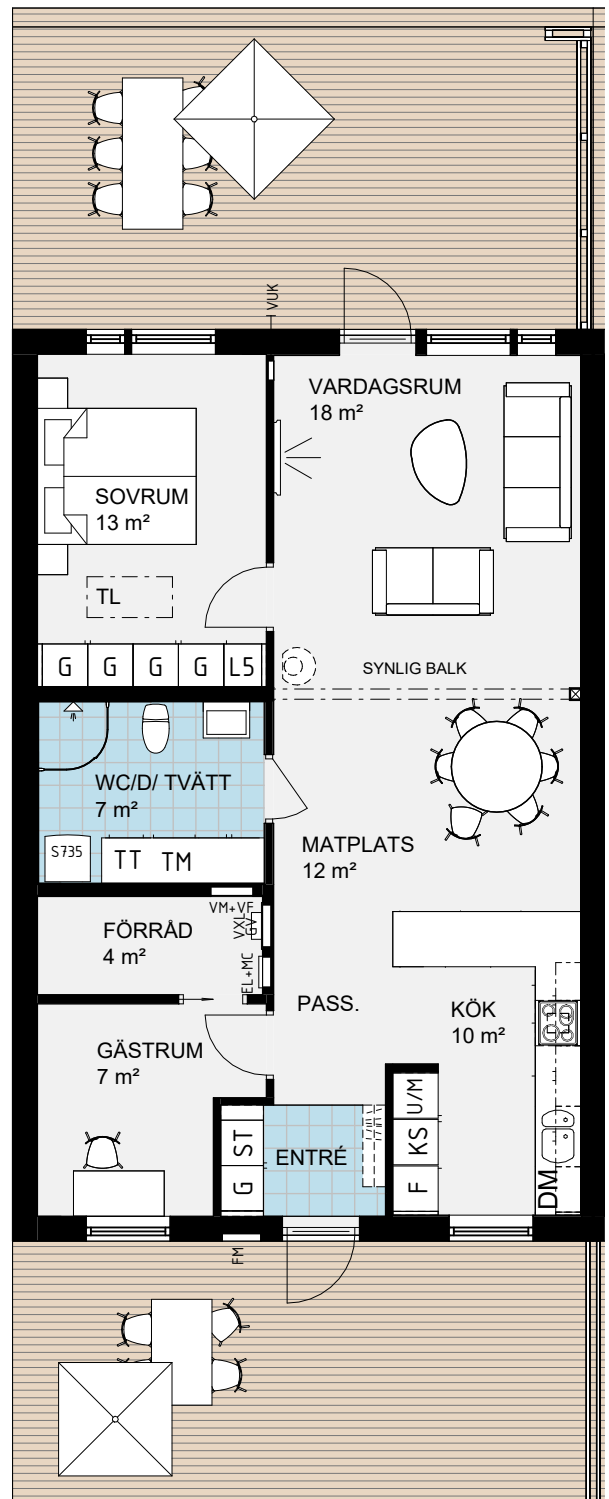 VUK
VARDAGSRUM
18 m²
SOVRUM
13 m²
TL
G
G
G
G
L5
SYNLIG BALK
WC/D/ TVÄTT
7 m²
S735
TT
TM
MATPLATS
12 m²
VM+VF
VXL
GV
EL+MC
FÖRRÅD
4 m²
PASS.
KÖK
10 m²
GÄSTRUM
7 m²
U/M
KS
F
ST
G
ENTRÉ
DM
FM